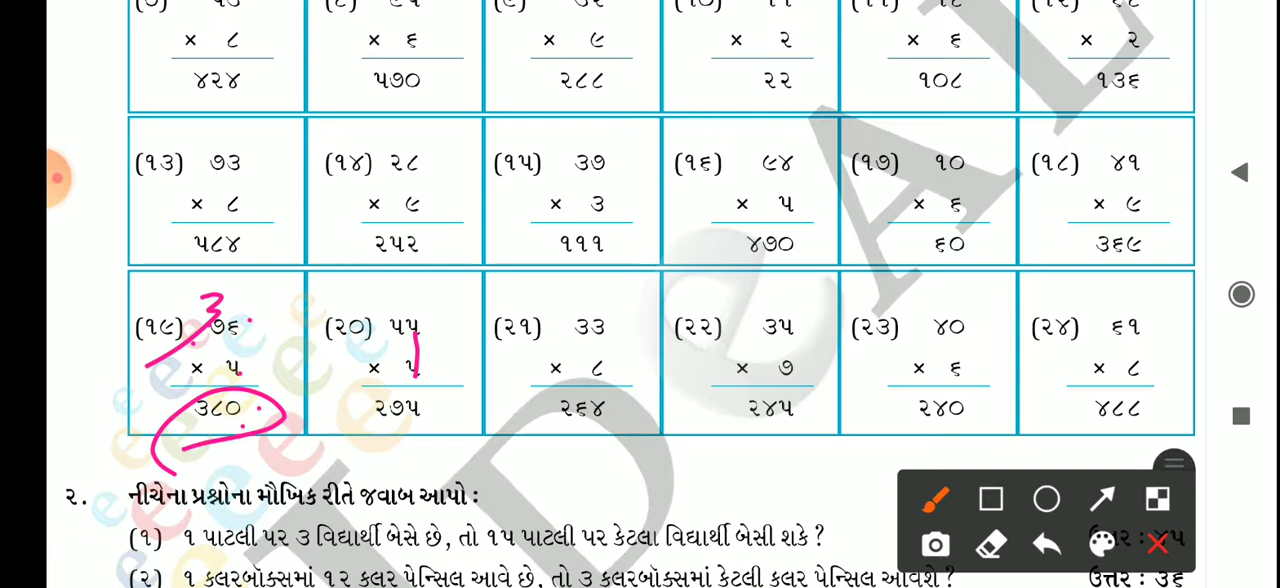 × ૮ × ૬ × ૯ × ૨ × ૬ × ૨
૪૨૪ ૫૭૦ ૨૮૮ ૨૨ ૧૦૮ ૧૩૬
(૧૩) ૭૩ (૧૪) ૨૮ (૧૫) ૩૭ (૧૬) ૯૪ (૧૭) ૧૦ (૧૮) ૪૧
× ૮ × ૯ × ૩ × ૫ × ૬ × ૯
૫૮૪ ૨૫૨ ૧૧૧ ૪૭૦ ૬૦ ૩૬૯
3
(૧૯) ૭૬ (૨૦) ૫૫ (૨૧) ૩૩ (૨૨) ૩૫ (૨૩) ૪૦ (૨૪) ૬૧
× ૫ × ૫ × ૮ × ૭ × ૬ × ૮
૩૮૦ ૨૭૫ ૨૬૪ ૨૪૫ ૨૪૦ ૪૮૮
૨. નીચેના પ્રશ્નોના મૌખિક રીતે જવાબ આપો :
(૧) ૧ પાટલી પર ૩ વિદ્યાર્થી બેસે છે, તો ૧૫ પાટલી પર કેટલા વિદ્યાર્થી બેસી શકે ?
(૨) ૧ કલરબૉક્સમાં ૧૨ કલર પેન્સિલ આવે છે, તો ૩ કલરબૉક્સમાં કેટલી કલર પેન્સિલ આવશે ? ઉત્તર : ૩૬
IDeAL